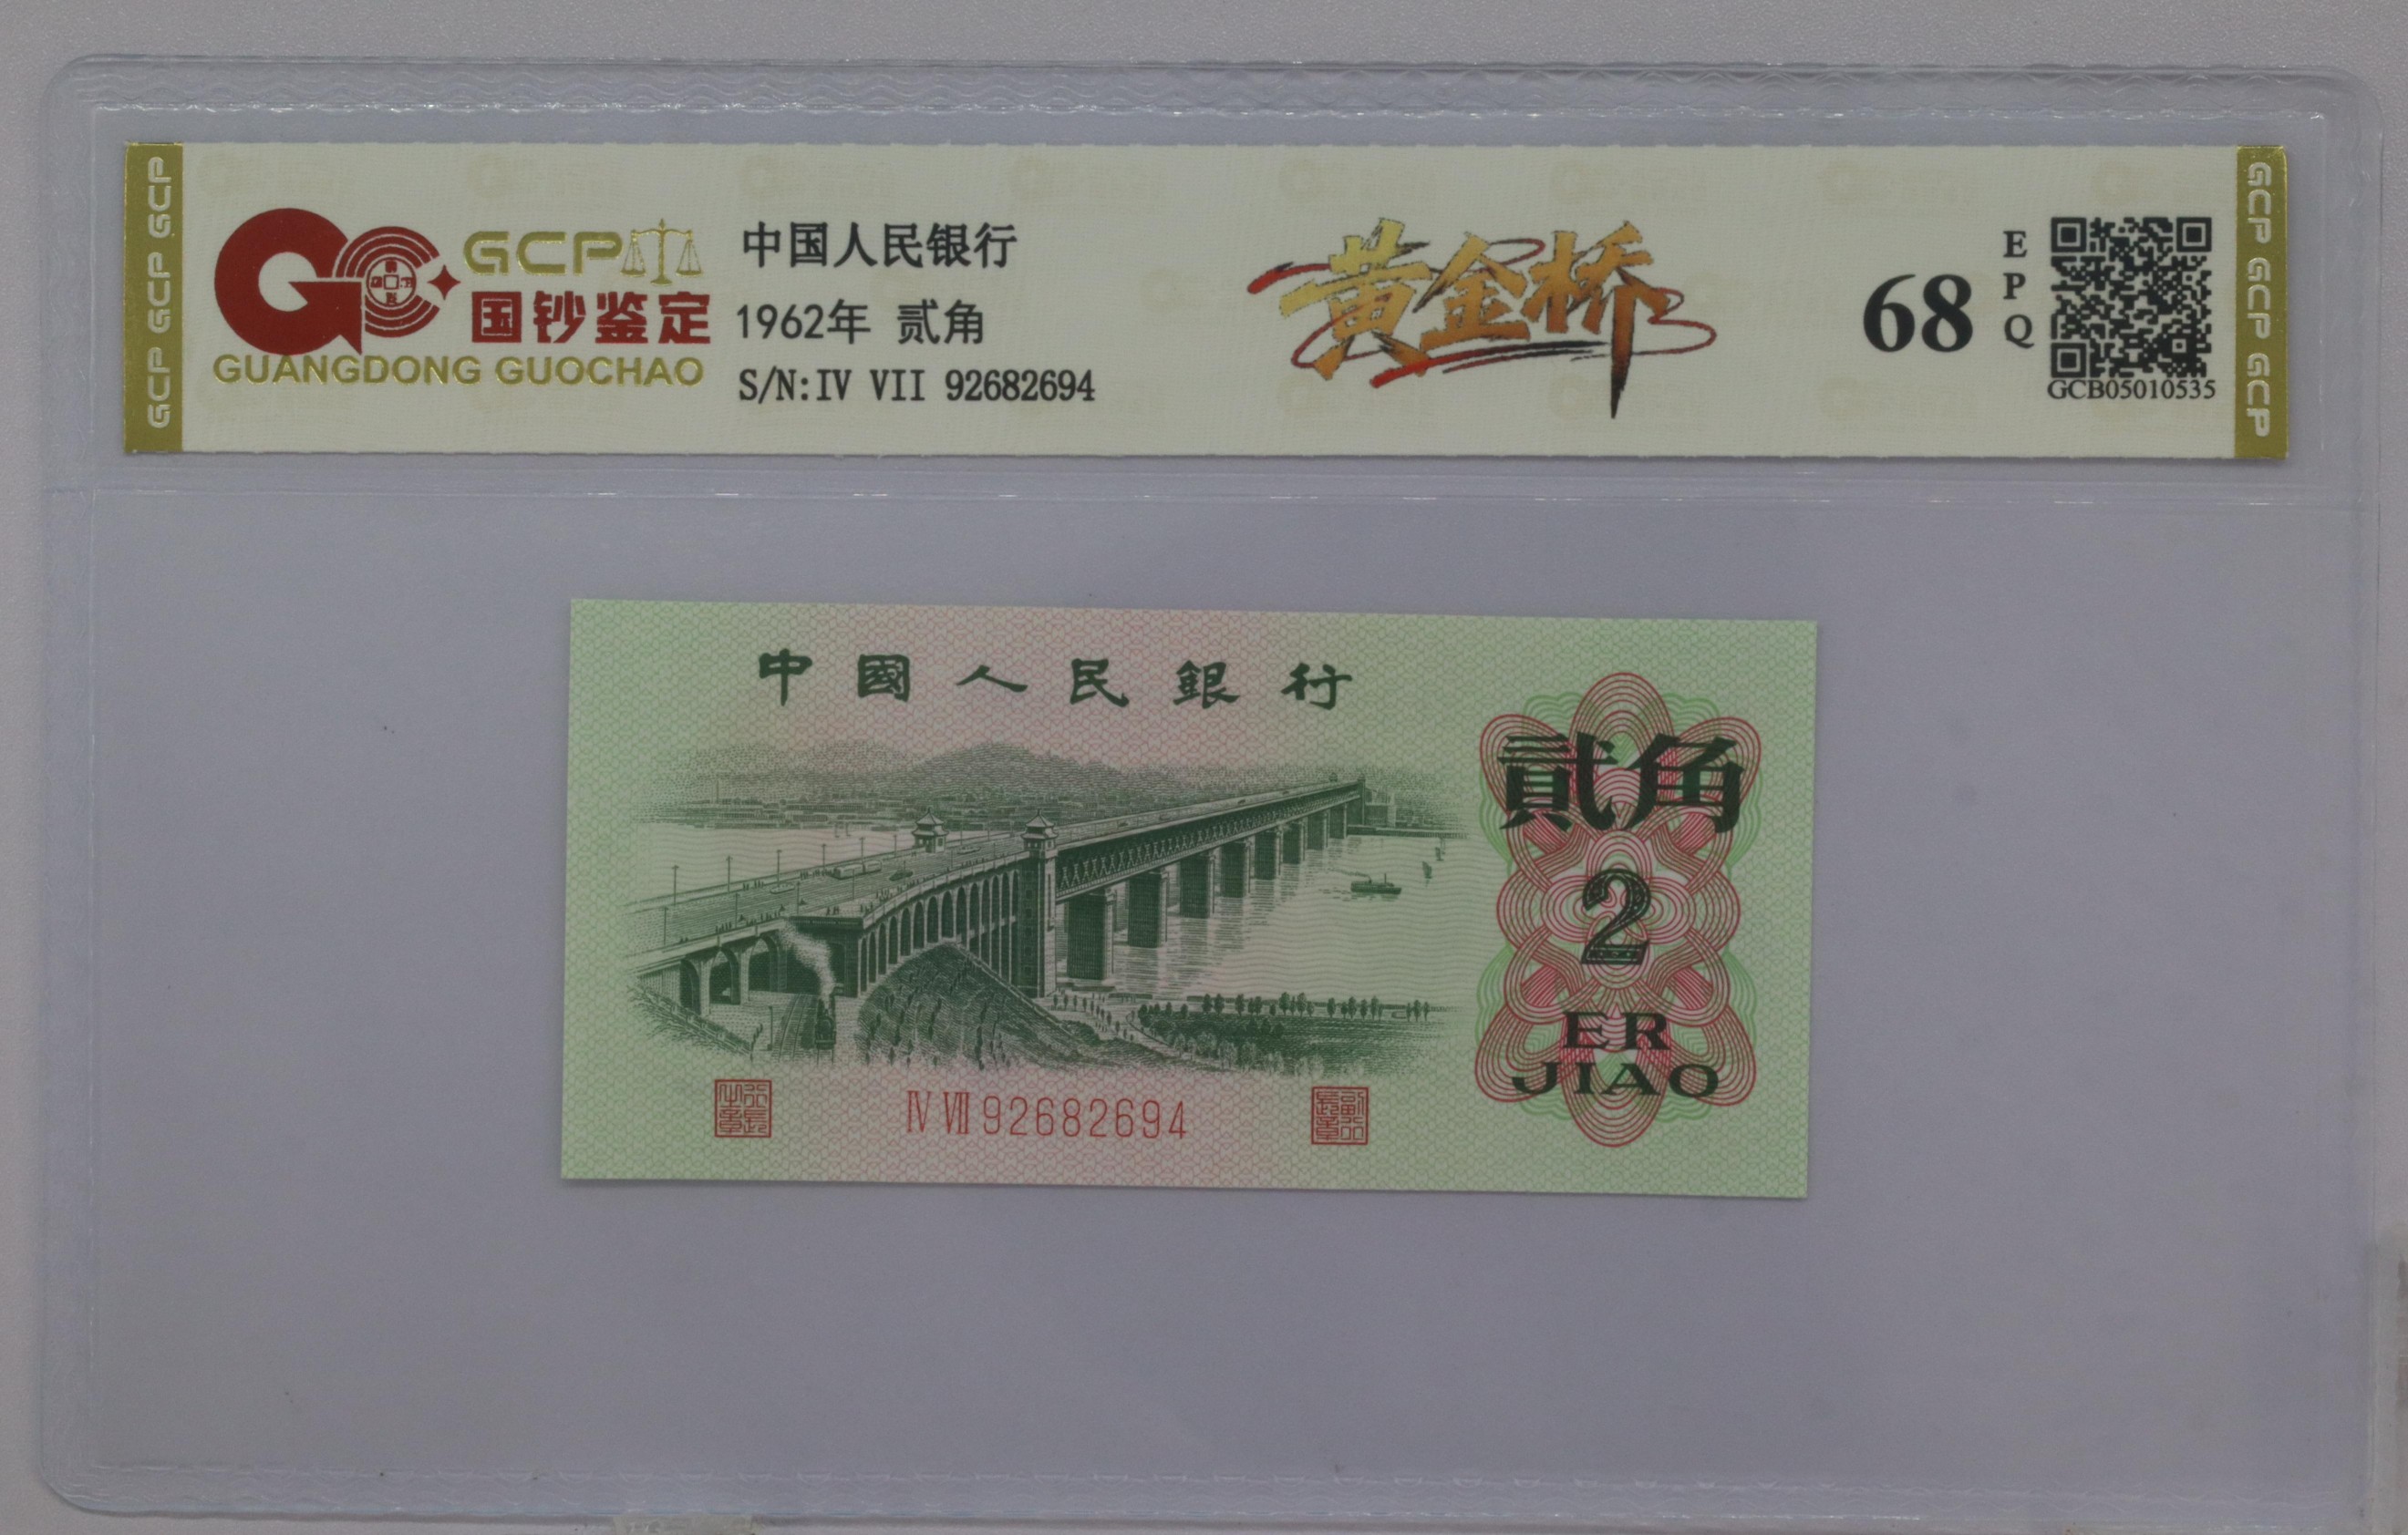 GCP GCP GCP
GCP
国钞鉴定
GUANGDONG GUOCHAO
中国人民银行
1962年 贰角
S/N:IV VII 92682694
黄金桥
68
EPQ
GCB05010535
GCP GCP GCP
中國人民銀行
貳角
2
ER
JIAO
IV VII 92682694